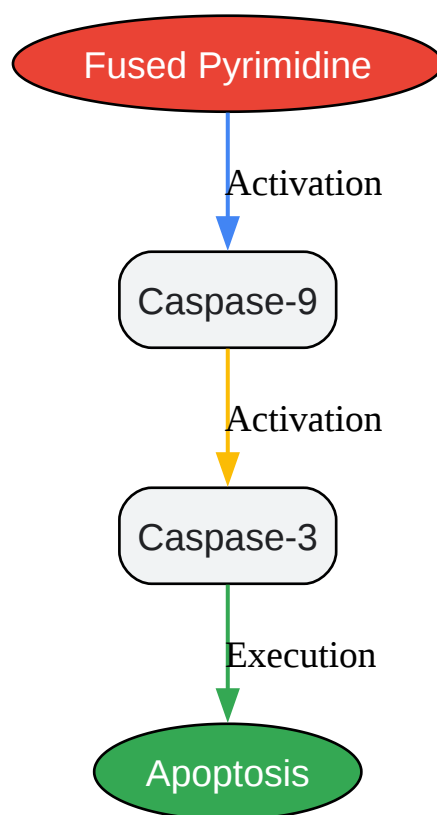 Fused Pyrimidine
Activation
Caspase-9
Activation
Caspase-3
Execution
Apoptosis